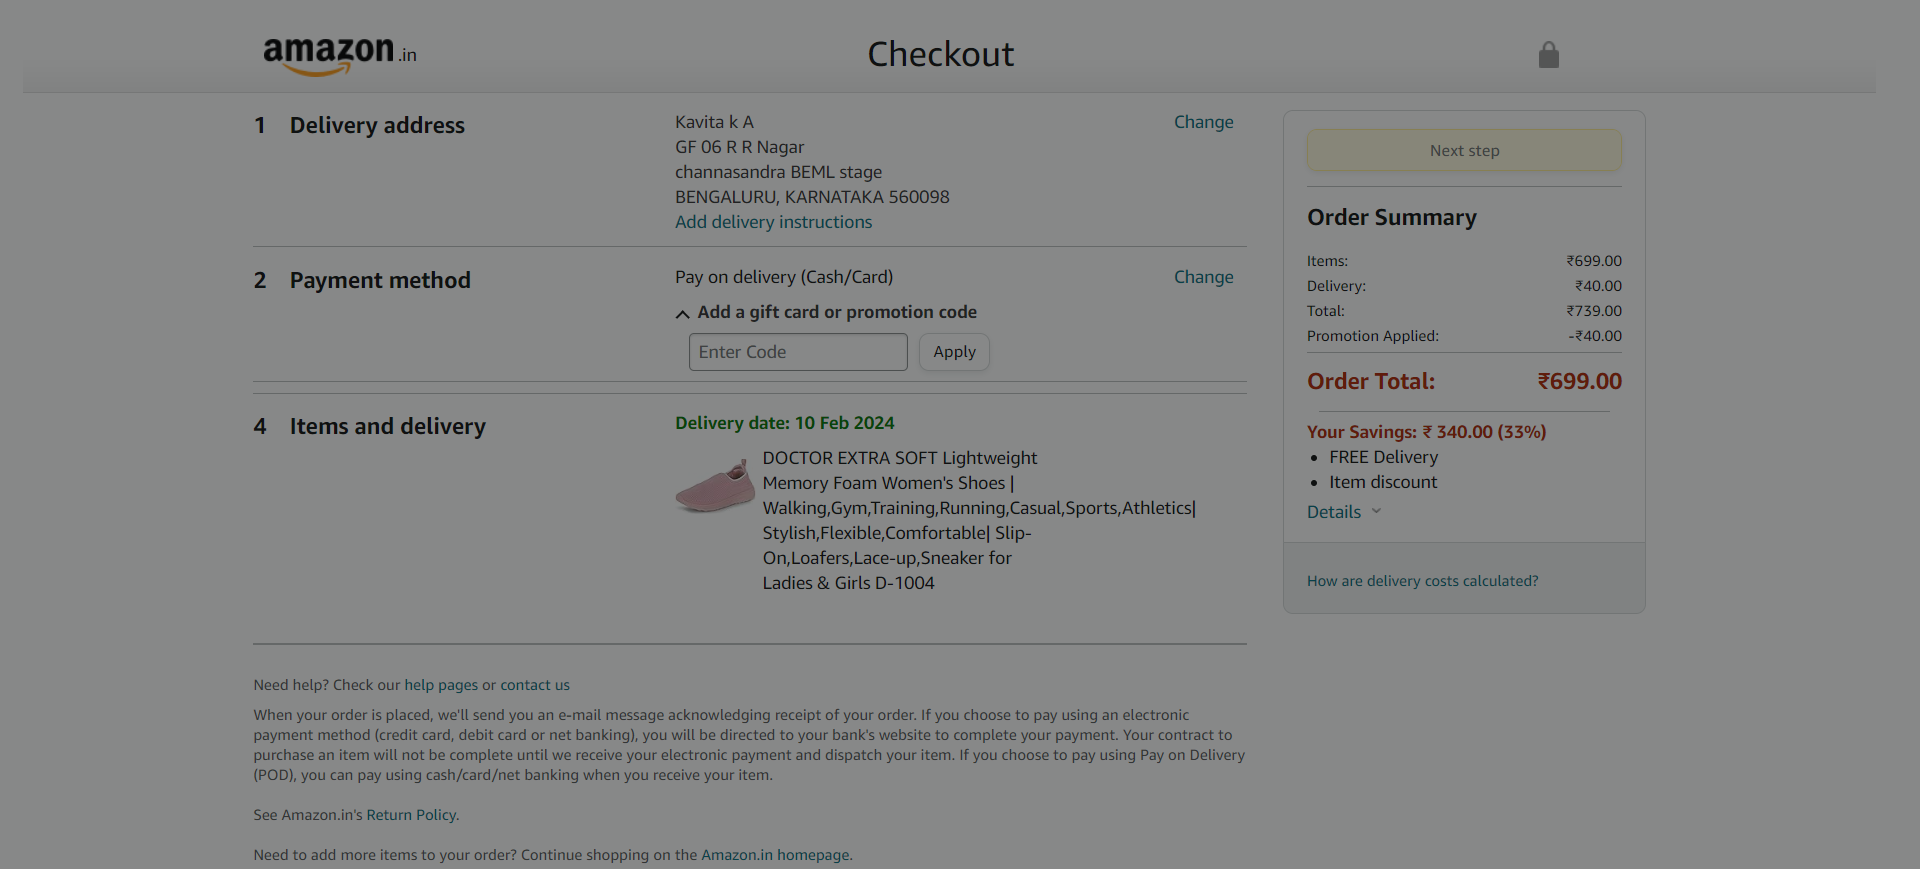 amazon.in
Checkout
1 Delivery address
Kavita k A
GF 06 R R Nagar
channasandra BEML stage
BENGALURU, KARNATAKA 560098
Add delivery instructions
Change
2 Payment method
Pay on delivery (Cash/Card)
Change
Add a gift card or promotion code
Enter Code
Apply
4 Items and delivery
Delivery date: 10 Feb 2024
DOCTOR EXTRA SOFT Lightweight
Memory Foam Women's Shoes |
Walking,Gym,Training,Running,Casual,Sports,Athletics|
Stylish,Flexible,Comfortable| Slip-
On,Loafers,Lace-up,Sneaker for
Ladies & Girls D-1004
Next step
Order Summary
Items: ₹699.00
Delivery: ₹40.00
Total: ₹739.00
Promotion Applied: -₹40.00
Order Total: ₹699.00
Your Savings: ₹ 340.00 (33%)
• FREE Delivery
• Item discount
Details
How are delivery costs calculated?
Need help? Check our help pages or contact us
When your order is placed, we'll send you an e-mail message acknowledging receipt of your order. If you choose to pay using an electronic
payment method (credit card, debit card or net banking), you will be directed to your bank's website to complete your payment. Your contract to
purchase an item will not be complete until we receive your electronic payment and dispatch your item. If you choose to pay using Pay on Delivery
(POD), you can pay using cash/card/net banking when you receive your item.
See Amazon.in's Return Policy.
Need to add more items to your order? Continue shopping on the Amazon.in homepage.